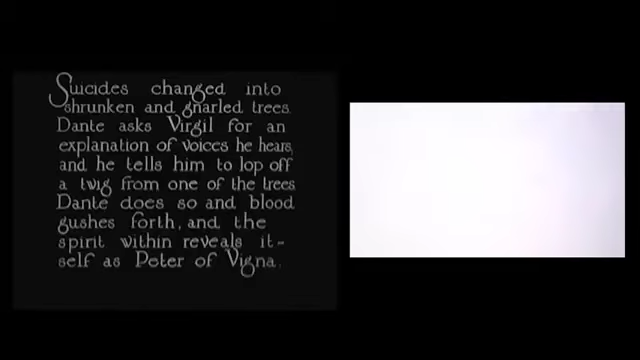 Suicides changed into
shrunken and gnarled trees.
Dante asks Virgil for an
explanation of voices he hears,
and he tells him to lop off
a twig from one of the trees.
Dante does so and blood
gushes forth, and the
spirit within reveals it-
self as Peter of Vigna.